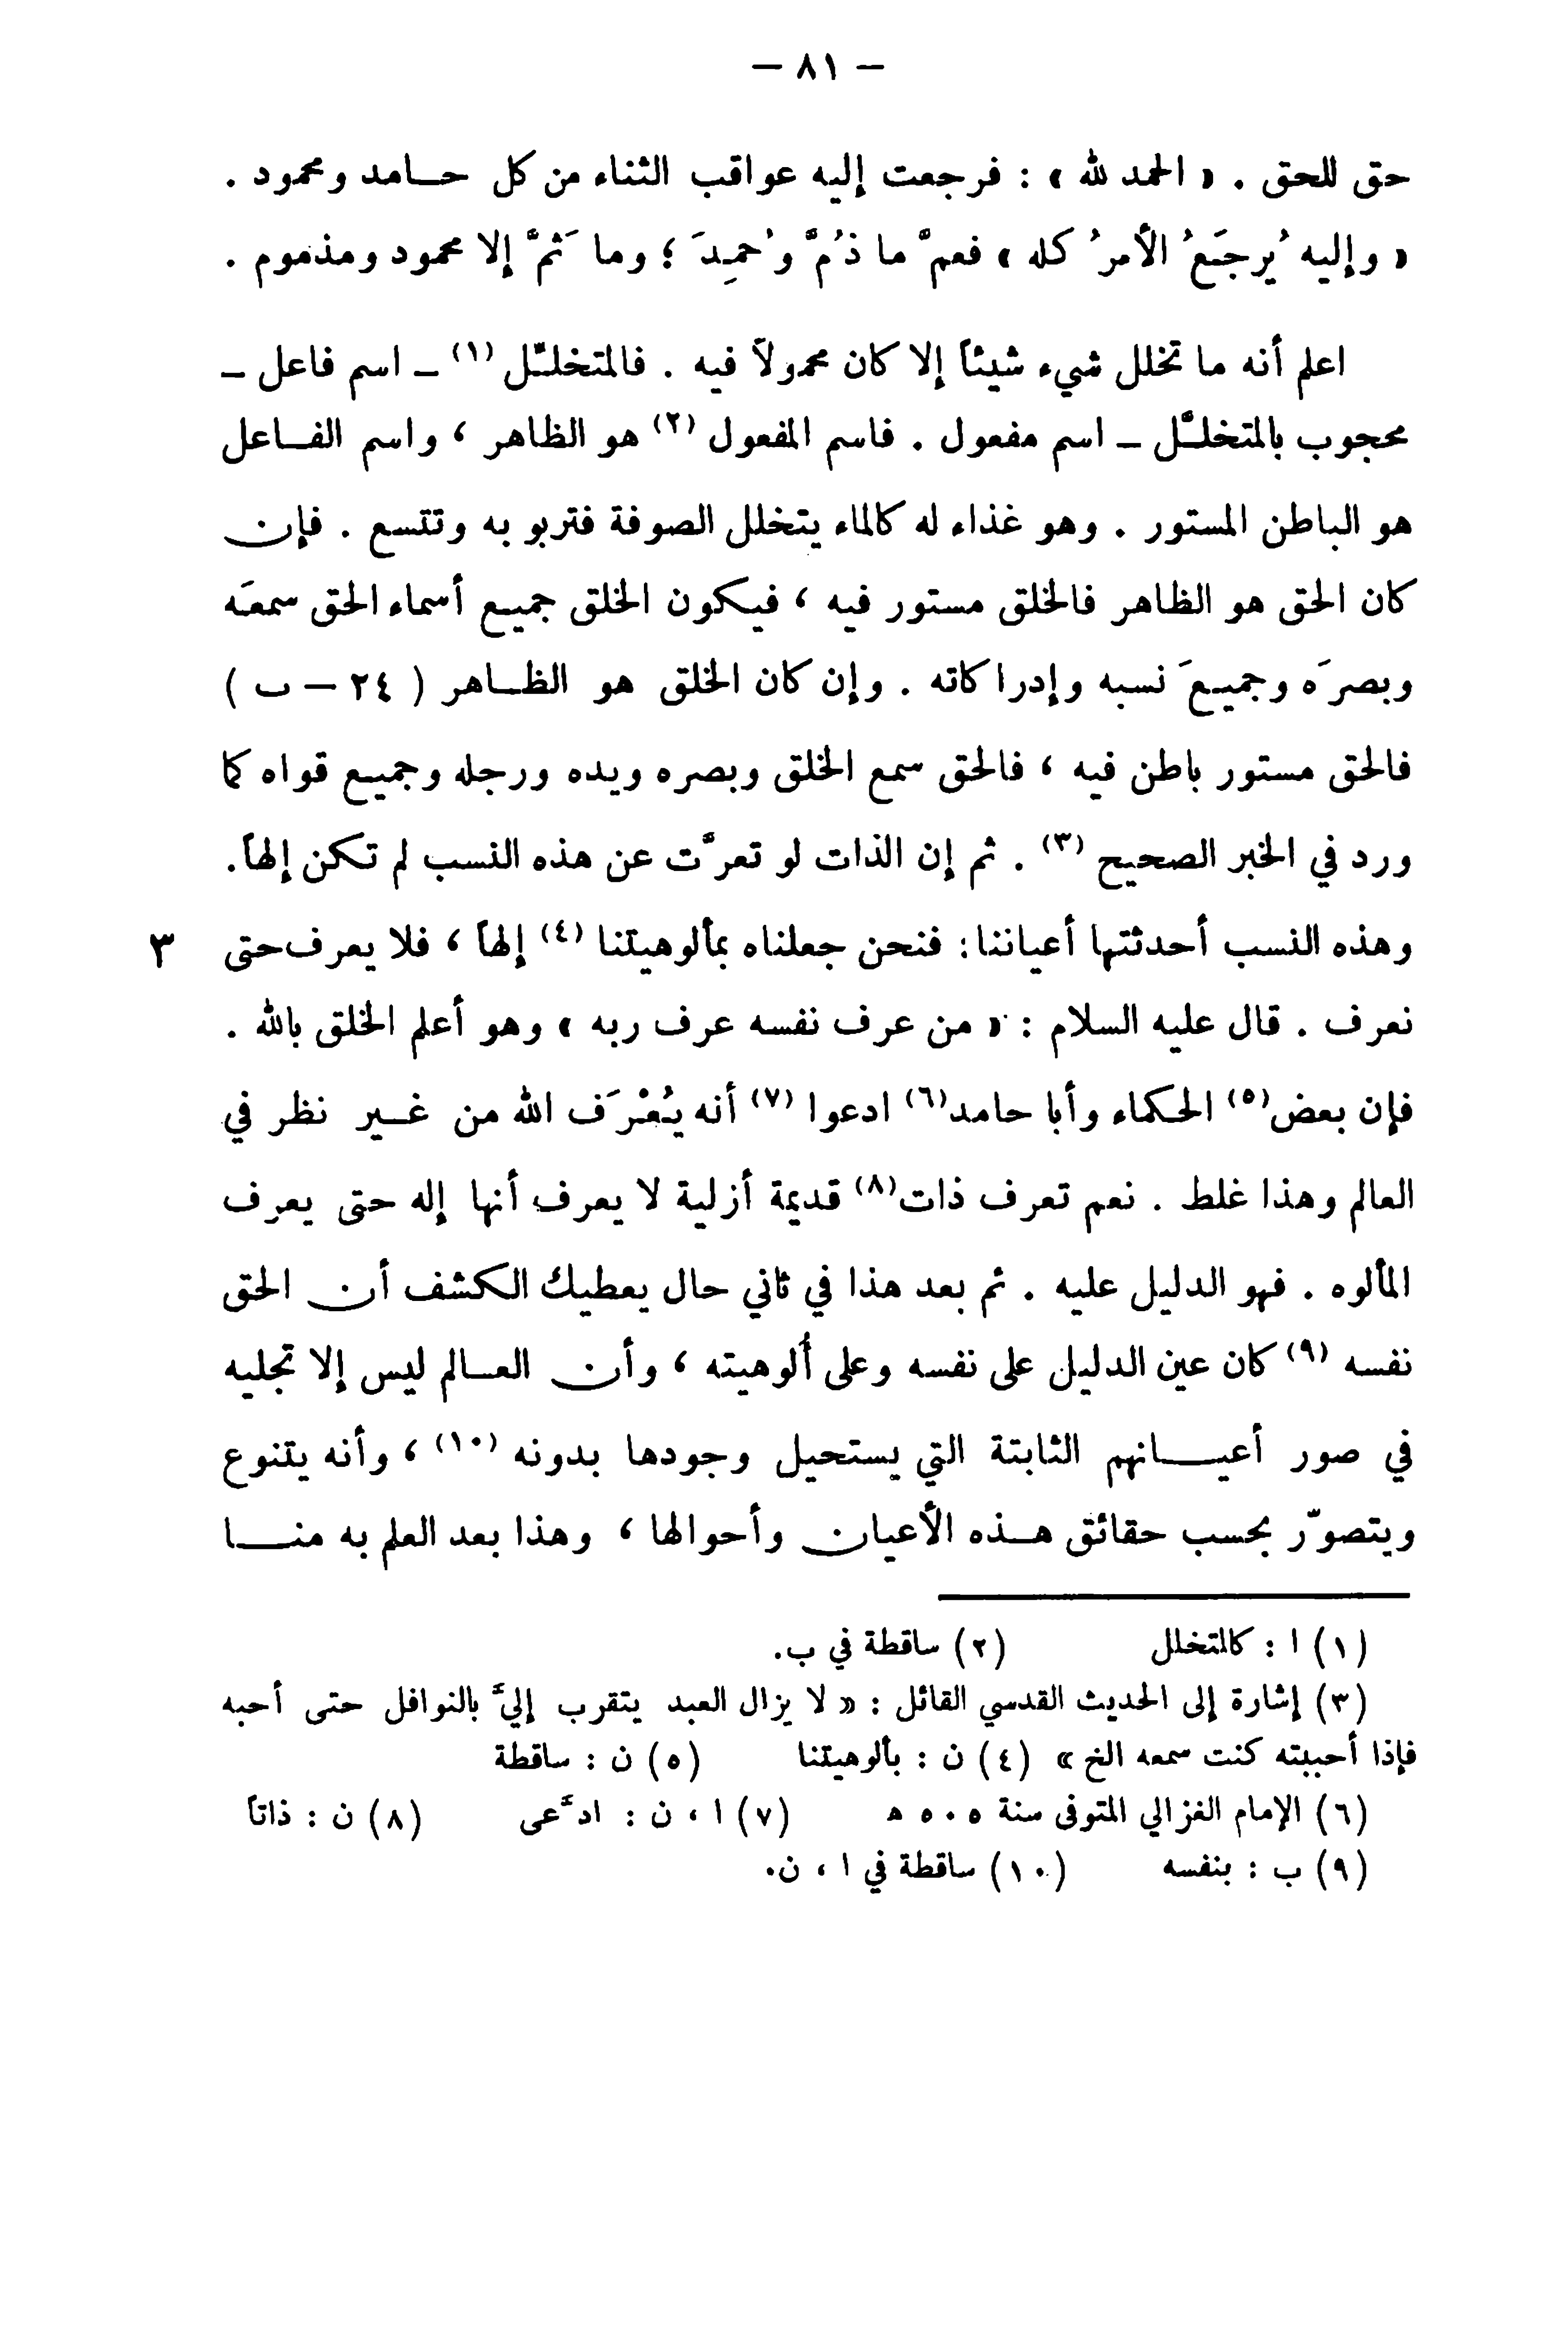 — ٨١ —
حق للحق . « الحمد لله » : فرجعت إليه عواقب الثناء من كل حـامد ومحمود .
« وإليه يُرجَعُ الأمرُ كله » فعمَّ ما ذُمَّ وحُمِدَ ؛ وما ثَمَّ إلا محمود ومذموم .
اعلم أنه ما تخلل شيء شيئاً إلا كان محمولاً فيه . فالمتخلـِّل (١) – اسم فاعل –
محجوب بالمتخلـَّل – اسم مفعول . فاسم المفعول (٢) هو الظاهر ، واسم الفـاعل
هو الباطن المستور . وهو غذاء له كالماء يتخلل الصوفة فتربو به وتتسع . فإن
كان الحق هو الظاهر فالخلق مستور فيه ، فيكون الخلق جميع أسماء الحق سمعَه
وبصرَه وجميعَ نسبه وإدراكاته . وإن كان الخلق هو الظـاهر ( ٢٤ – ب )
فالحق مستور باطن فيه ، فالحق سمع الخلق وبصره ويده ورجله وجميع قواه كما
ورد في الخبر الصحيح (٣) . ثم إن الذات لو تعرَّت عن هذه النسب لم تكن إلهاً.
وهذه النسب أحدثتها أعياننا : فنحن جعلناه بمألوهيتنا (٤) إلهاً ، فلا يعرف حتى ٣
نعرف . قال عليه السلام : « من عرف نفسه عرف ربه » وهو أعلم الخلق بالله .
فإن بعض (٥) الحكماء وأبا حامد (٦) ادعوا (٧) أنه يُعْرَف الله من غـير نظر في
العالم وهذا غلط . نعم تعرف ذات (٨) قديمة أزلية لا يعرف أنها إله حتى يعرف
المألوه . فهو الدليل عليه . ثم بعد هذا في ثاني حال يعطيك الكشف أن الحق
نفسه (٩) كان عين الدليل على نفسه وعلى ألوهيته ، وأن العـالم ليس إلا تجليه
في صور أعيـانهم الثابتة التي يستحيل وجودها بدونه (١٠) ، وأنه يتنوع
ويتصوَّر بحسب حقائق هـذه الأعيان وأحوالها ، وهذا بعد العلم به منـا
(١) ا : كالمتخلل (٢) ساقطة في ب.
(٣) إشارة إلى الحديث القدسي القائل : « لا يزال العبد يتقرب إليَّ بالنوافل حتى أحبه
فإذا أحببته كنت سمعه الخ » (٤) ن : بألوهيتنا (٥) ن : ساقطة
(٦) الإمام الغزالي المتوفى سنة ٥٠٥ ه (٧) ا ، ن : ادَّعى (٨) ن : ذاتاً
(٩) ب : بنفسه (١٠) ساقطة في ا ، ن.